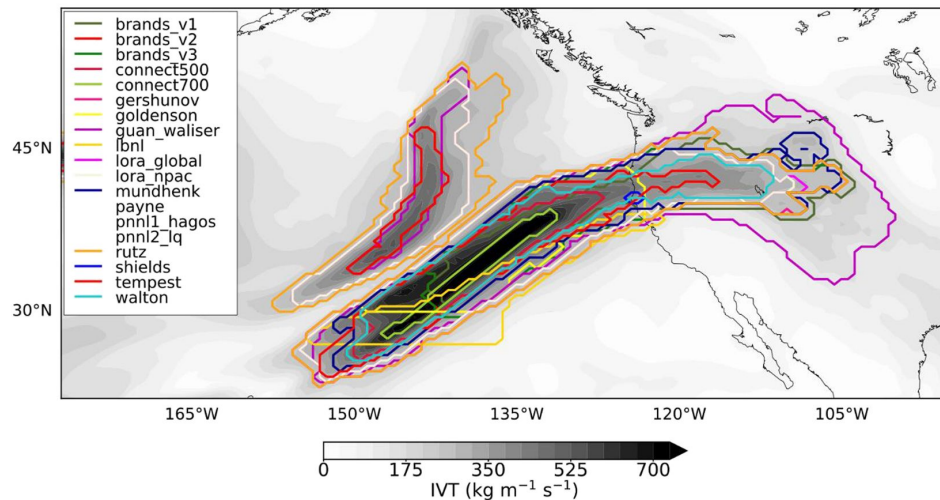 brands_v1
brands_v2
brands_v3
connect500
connect700
gershunov
goldenson
guan_waliser
lbnl
lora_global
lora_npac
mundhenk
payne
pnnl1_hagos
pnnl2_lq
rutz
shields
tempest
walton
45°N
30°N
165°W
150°W
135°W
120°W
105°W
0
175
350
525
700
IVT (kg m⁻¹ s⁻¹)